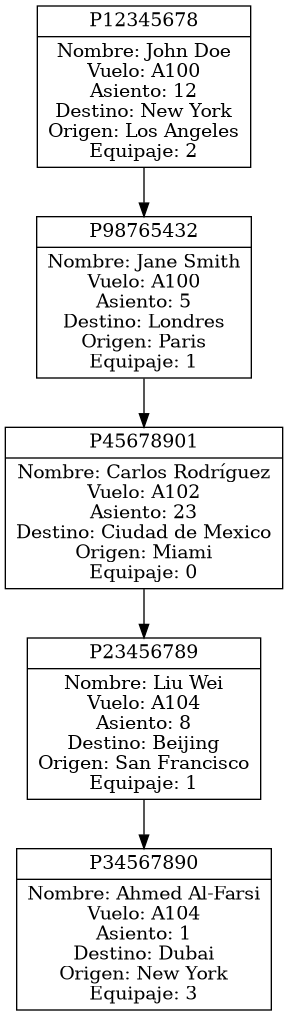 P12345678
Nombre: John Doe
Vuelo: A100
Asiento: 12
Destino: New York
Origen: Los Angeles
Equipaje: 2
P98765432
Nombre: Jane Smith
Vuelo: A100
Asiento: 5
Destino: Londres
Origen: Paris
Equipaje: 1
P45678901
Nombre: Carlos Rodríguez
Vuelo: A102
Asiento: 23
Destino: Ciudad de Mexico
Origen: Miami
Equipaje: 0
P23456789
Nombre: Liu Wei
Vuelo: A104
Asiento: 8
Destino: Beijing
Origen: San Francisco
Equipaje: 1
P34567890
Nombre: Ahmed Al-Farsi
Vuelo: A104
Asiento: 1
Destino: Dubai
Origen: New York
Equipaje: 3